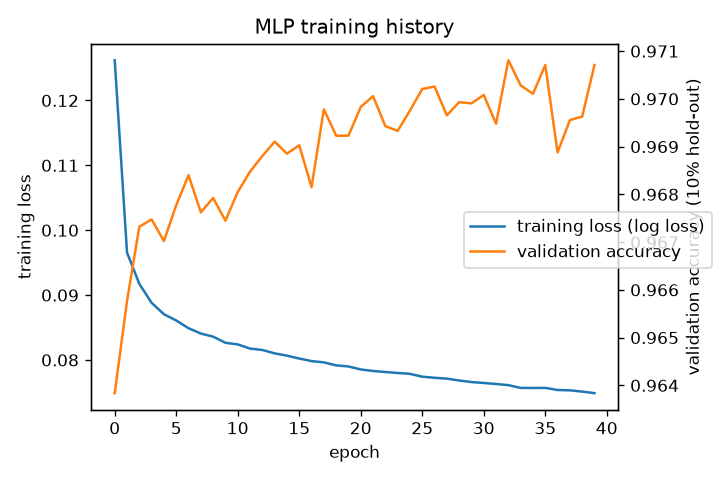 MLP training history
training loss
0.12
0.11
0.10
0.09
0.08
0.971
0.970
0.969
0.968
0.967
0.966
0.965
0.964
validation accuracy (10% hold-out)
training loss (log loss)
validation accuracy
0 5 10 15 20 25 30 35 40
epoch